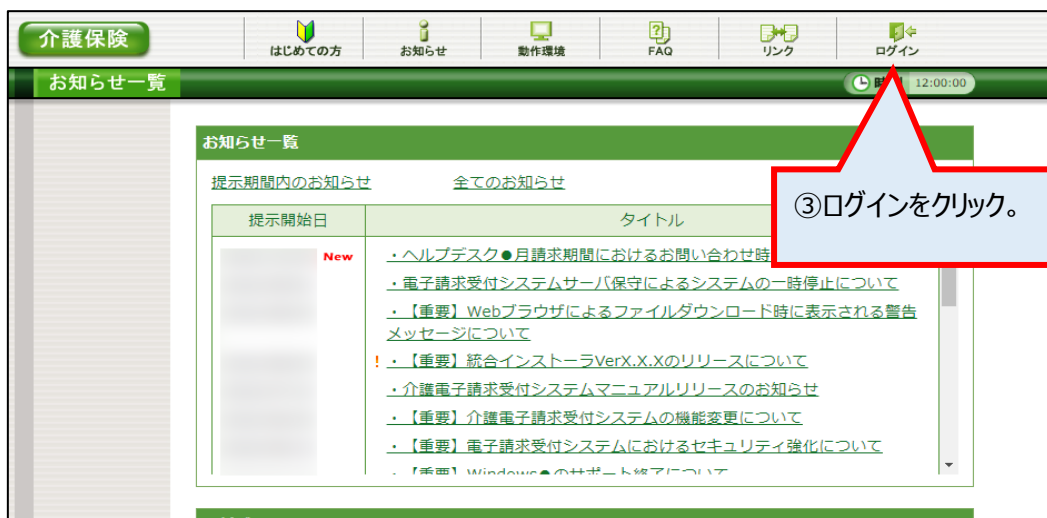 介護保険
はじめての方
お知らせ
動作環境
FAQ
リンク
ログイン
お知らせ一覧
12:00:00
お知らせ一覧
提示期間内のお知らせ
全てのお知らせ
③ログインをクリック。
提示開始日
タイトル
New
・ヘルプデスク●月請求期間におけるお問い合わせ時
・電子請求受付システムサーバ保守によるシステムの一時停止について
・【重要】Webブラウザによるファイルダウンロード時に表示される警告
メッセージについて
! ・【重要】統合インストーラVerX.X.Xのリリースについて
・介護電子請求受付システムマニュアルリリースのお知らせ
・【重要】介護電子請求受付システムの機能変更について
・【重要】電子請求受付システムにおけるセキュリティ強化について
・【重要】Windows●のサポート終了について